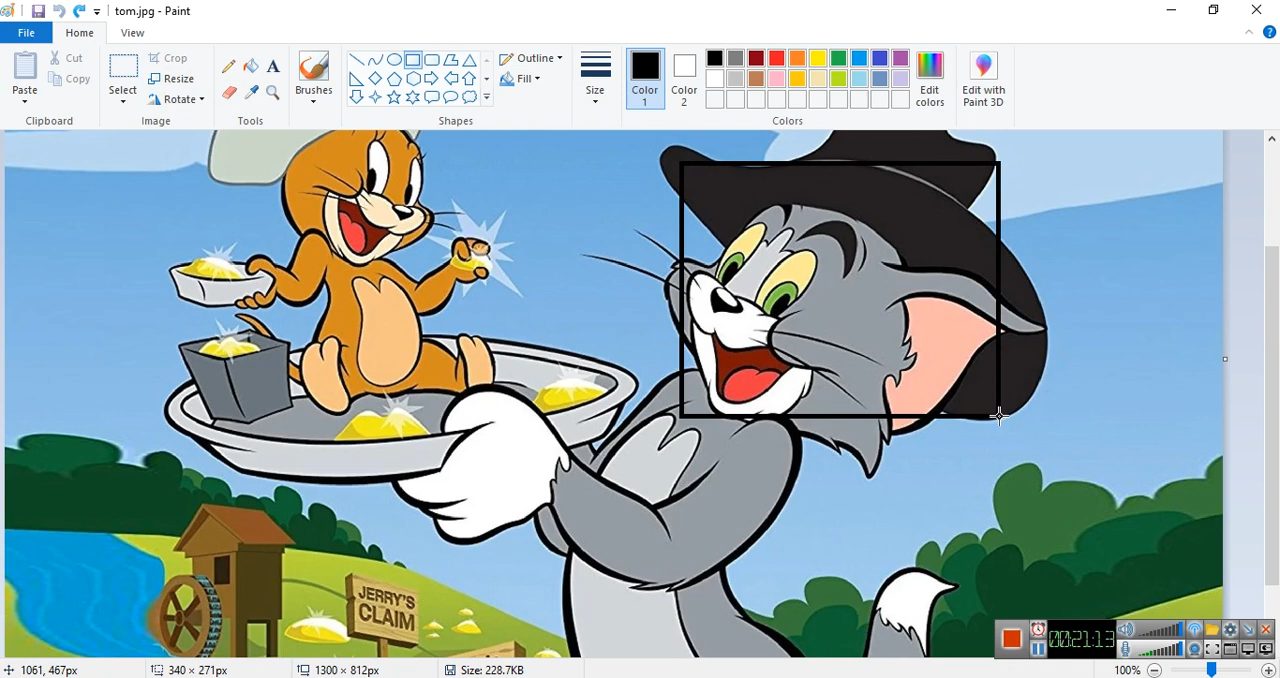 tom.jpg - Paint
File Home View
Paste
Cut
Copy
Clipboard
Select
Crop
Resize
Rotate
Image
A
Tools
Brushes
Shapes
Outline
Fill
Size
Color 1
Color 2
Edit colors
Colors
Edit with Paint 3D
JERRY'S
CLAIM
00:21:13
1061, 467px 340 × 271px 1300 × 812px Size: 228.7KB 100%